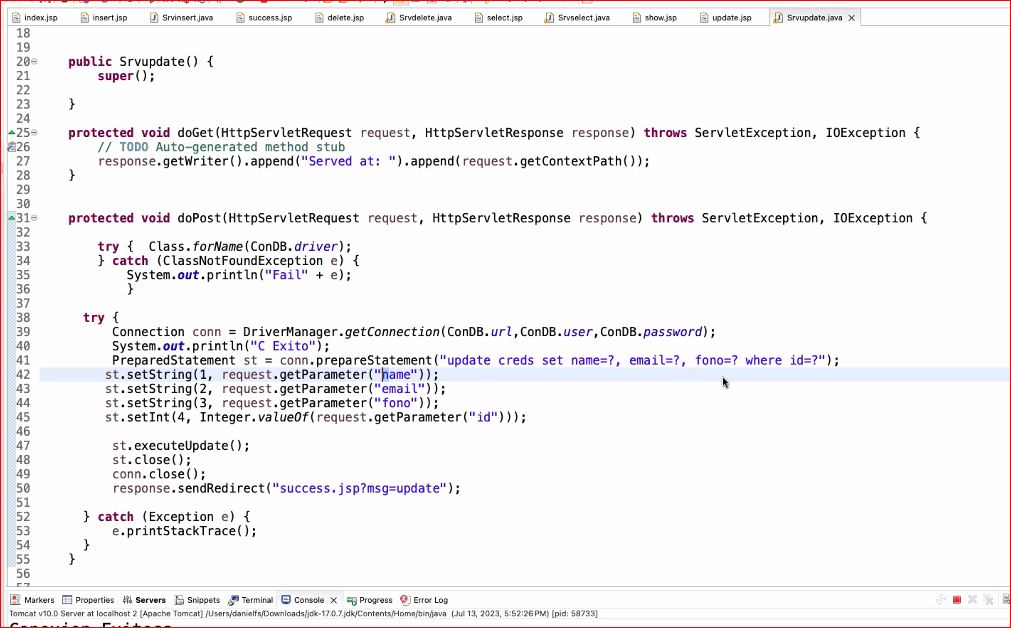 index.jsp insert.jsp Srvinsert.java success.jsp delete.jsp Srvdelete.java select.jsp Srvselect.java show.jsp update.jsp Srvupdate.java
18
19
20 public Srvupdate() {
21 super();
22
23 }
24
25 protected void doGet(HttpServletRequest request, HttpServletResponse response) throws ServletException, IOException {
26 // TODO Auto-generated method stub
27 response.getWriter().append("Served at: ").append(request.getContextPath());
28 }
29
30
31 protected void doPost(HttpServletRequest request, HttpServletResponse response) throws ServletException, IOException {
32
33 try { Class.forName(ConDB.driver);
34 } catch (ClassNotFoundException e) {
35 System.out.println("Fail" + e);
36 }
37
38 try {
39 Connection conn = DriverManager.getConnection(ConDB.url,ConDB.user,ConDB.password);
40 System.out.println("C Exito");
41 PreparedStatement st = conn.prepareStatement("update creds set name=?, email=?, fono=? where id=?");
42 st.setString(1, request.getParameter("name"));
43 st.setString(2, request.getParameter("email"));
44 st.setString(3, request.getParameter("fono"));
45 st.setInt(4, Integer.valueOf(request.getParameter("id")));
46
47 st.executeUpdate();
48 st.close();
49 conn.close();
50 response.sendRedirect("success.jsp?msg=update");
51
52 } catch (Exception e) {
53 e.printStackTrace();
54 }
55 }
56
Markers Properties Servers Snippets Terminal Console Progress Error Log
Tomcat v10.0 Server at localhost 2 [Apache Tomcat] /Users/danielfs/Downloads/jdk-17.0.7.jdk/Contents/Home/bin/java (Jul 13, 2023, 5:52:26 PM) [pid: 58733]